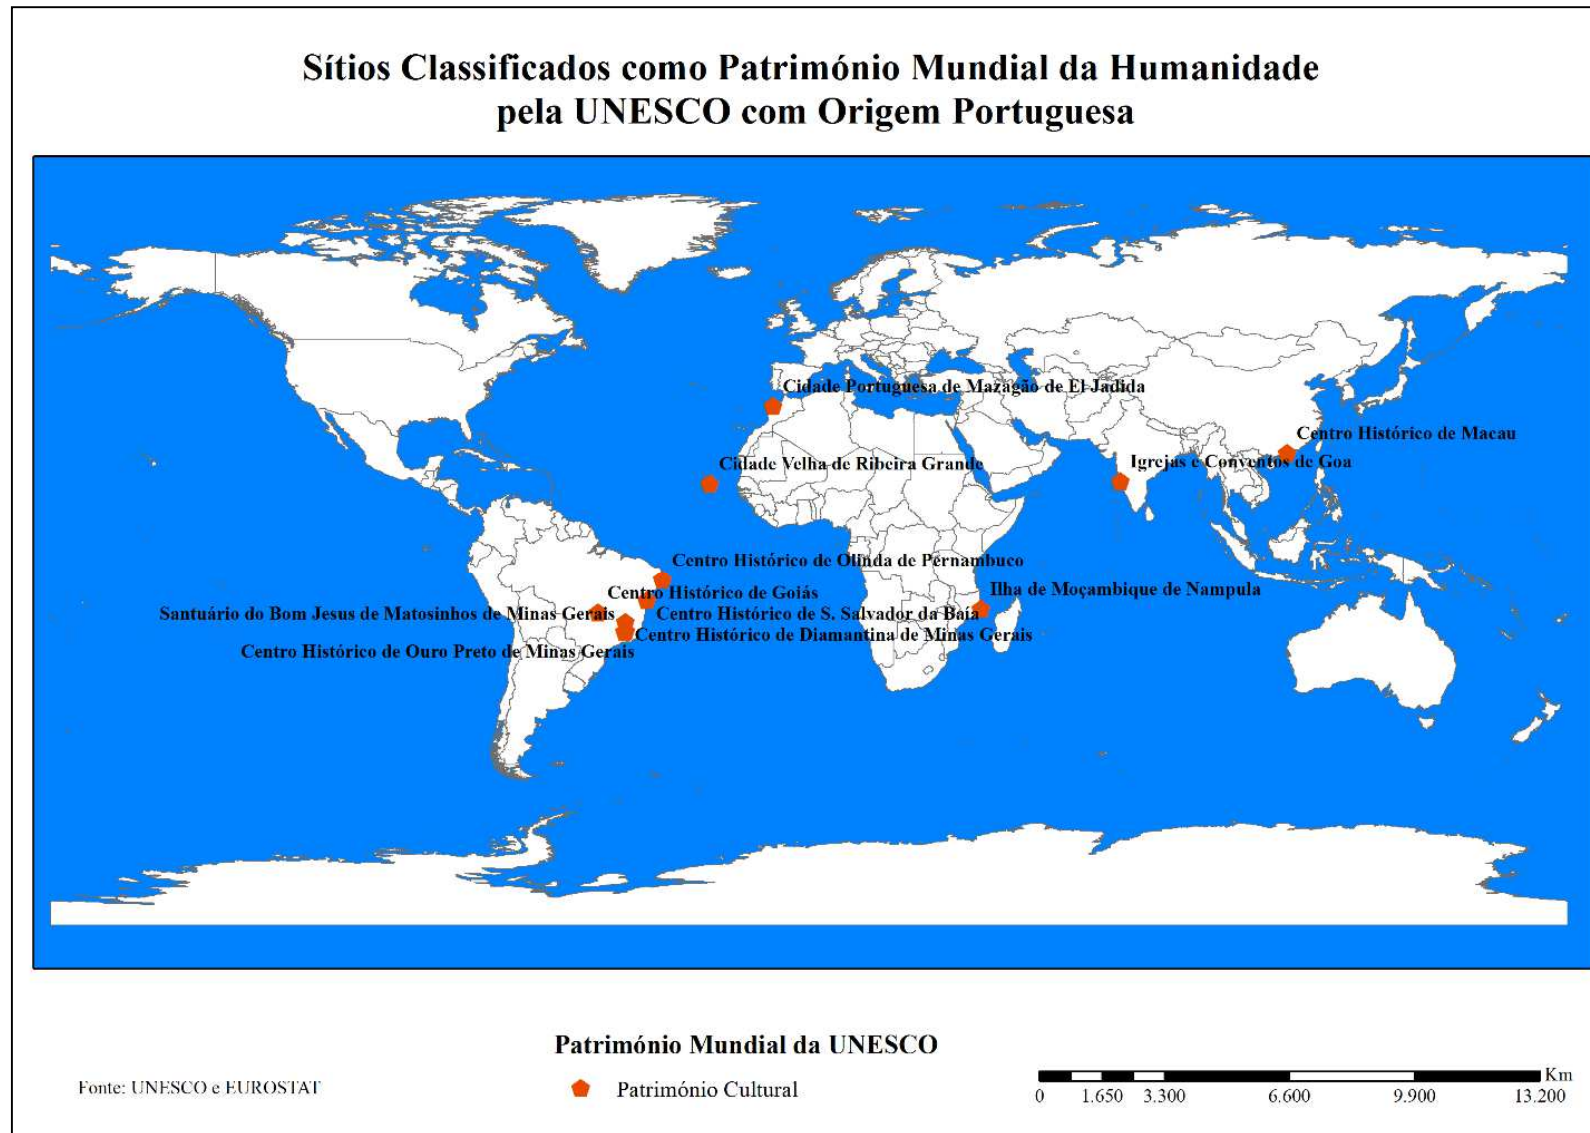 Sítios Classificados como Património Mundial da Humanidade
pela UNESCO com Origem Portuguesa
Cidade Portuguesa de Mazagão de El Jadida
Centro Histórico de Macau
Cidade Velha de Ribeira Grande
Igrejas e Conventos de Goa
Centro Histórico de Olinda de Pernambuco
Ilha de Moçambique de Nampula
Centro Histórico de Goiás
Santuário do Bom Jesus de Matosinhos de Minas Gerais
Centro Histórico de S. Salvador da Baía
Centro Histórico de Diamantina de Minas Gerais
Centro Histórico de Ouro Preto de Minas Gerais
Património Mundial da UNESCO
Fonte: UNESCO e EUROSTAT
Património Cultural
Km
0 1.650 3.300 6.600 9.900 13.200